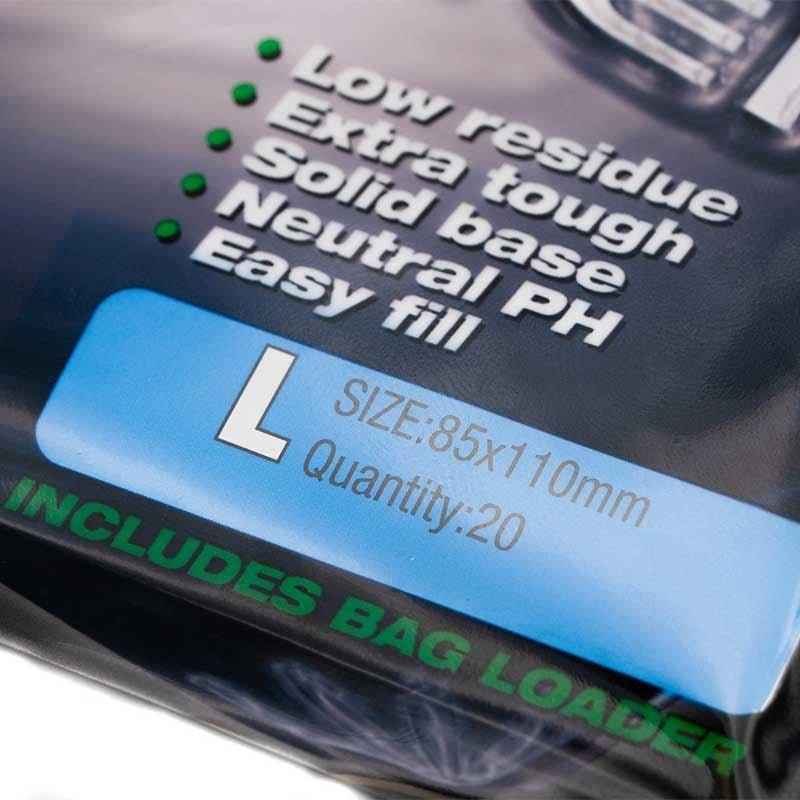 Low residue
Extra tough
Solid base
Neutral PH
Easy fill
L
SIZE:85x110mm
Quantity:20
INCLUDES BAG LOADER